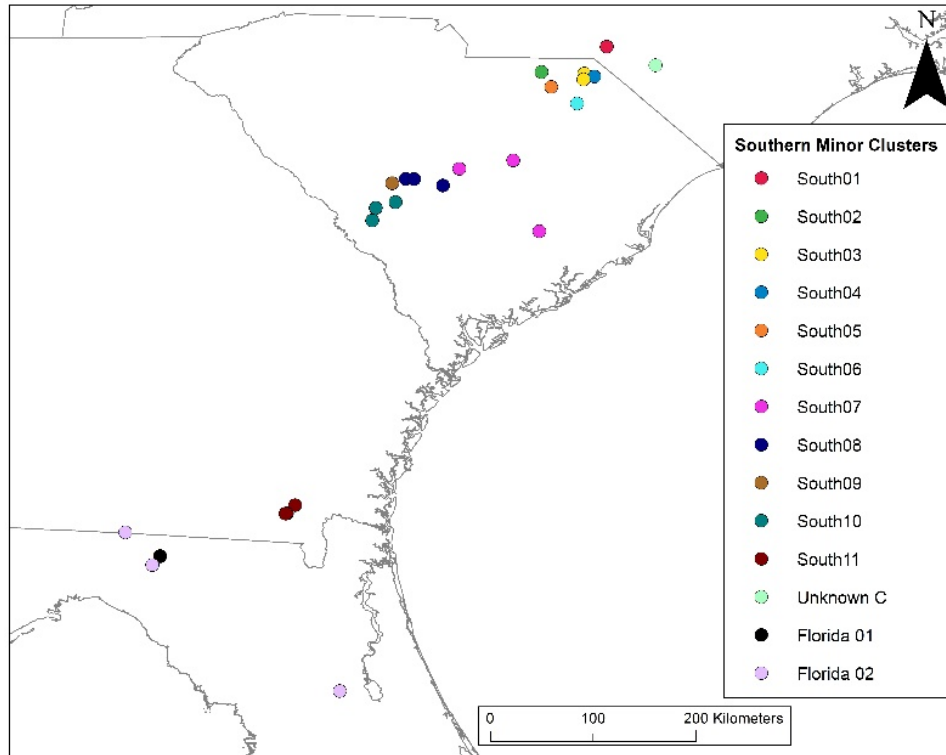 N
Southern Minor Clusters
South01
South02
South03
South04
South05
South06
South07
South08
South09
South10
South11
Unknown C
Florida 01
Florida 02
0 100 200 Kilometers